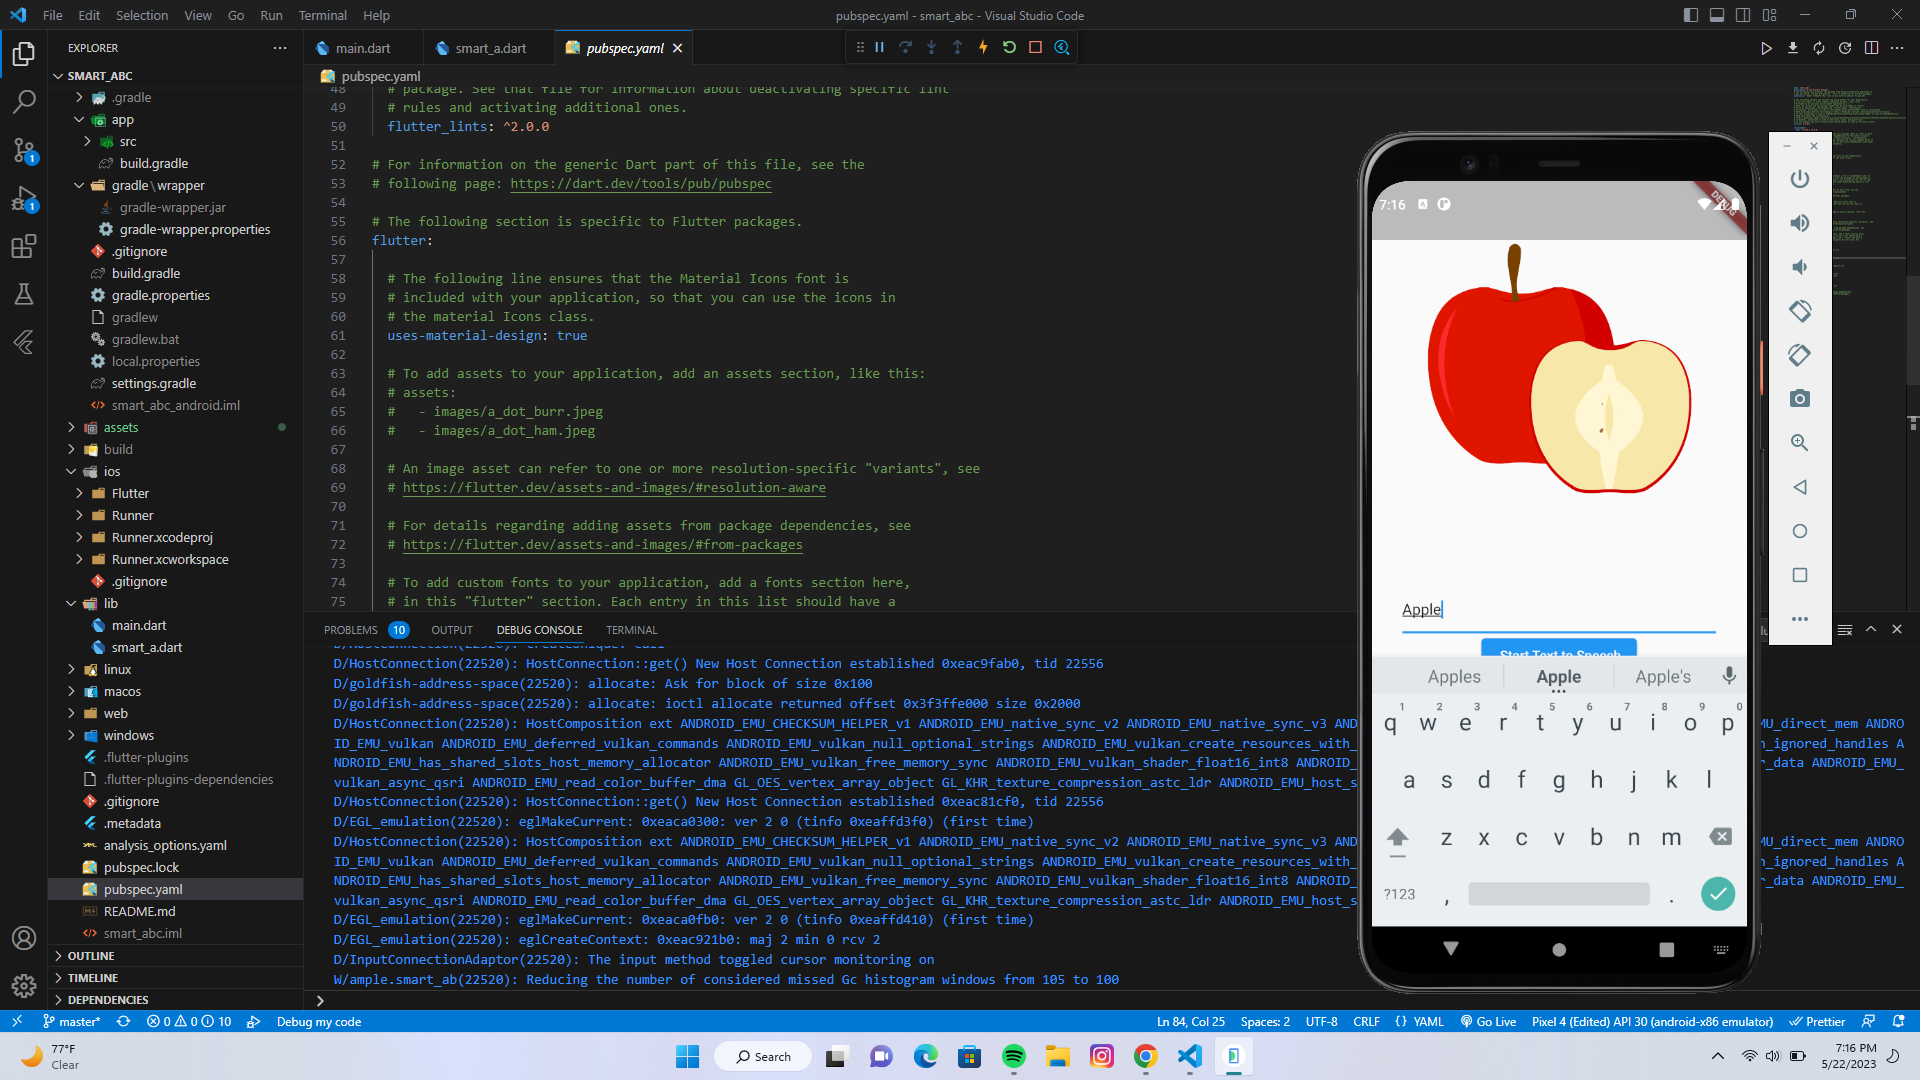 File Edit Selection View Go Run Terminal Help
pubspec.yaml - smart_abc - Visual Studio Code
EXPLORER
SMART_ABC
.gradle
app
src
build.gradle
gradle\wrapper
gradle-wrapper.jar
gradle-wrapper.properties
.gitignore
build.gradle
gradle.properties
gradlew
gradlew.bat
local.properties
settings.gradle
smart_abc_android.iml
assets
build
ios
Flutter
Runner
Runner.xcodeproj
Runner.xcworkspace
.gitignore
lib
main.dart
smart_a.dart
linux
macos
web
windows
.flutter-plugins
.flutter-plugins-dependencies
.gitignore
.metadata
analysis_options.yaml
pubspec.lock
pubspec.yaml
README.md
smart_abc.iml
OUTLINE
TIMELINE
DEPENDENCIES
main.dart smart_a.dart pubspec.yaml
pubspec.yaml
48 # package. See that file for information about deactivating specific lint
49 # rules and activating additional ones.
50 flutter_lints: ^2.0.0
51
52 # For information on the generic Dart part of this file, see the
53 # following page: https://dart.dev/tools/pub/pubspec
54
55 # The following section is specific to Flutter packages.
56 flutter:
57
58 # The following line ensures that the Material Icons font is
59 # included with your application, so that you can use the icons in
60 # the material Icons class.
61 uses-material-design: true
62
63 # To add assets to your application, add an assets section, like this:
64 # assets:
65 #   - images/a_dot_burr.jpeg
66 #   - images/a_dot_ham.jpeg
67
68 # An image asset can refer to one or more resolution-specific "variants", see
69 # https://flutter.dev/assets-and-images/#resolution-aware
70
71 # For details regarding adding assets from package dependencies, see
72 # https://flutter.dev/assets-and-images/#from-packages
73
74 # To add custom fonts to your application, add a fonts section here,
75 # in this "flutter" section. Each entry in this list should have a
PROBLEMS 10 OUTPUT DEBUG CONSOLE TERMINAL
D/HostConnection(22520): createUnique: call
D/HostConnection(22520): HostConnection::get() New Host Connection established 0xeac9fab0, tid 22556
D/goldfish-address-space(22520): allocate: Ask for block of size 0x100
D/goldfish-address-space(22520): allocate: ioctl allocate returned offset 0x3f3ffe000 size 0x2000
D/HostConnection(22520): HostComposition ext ANDROID_EMU_CHECKSUM_HELPER_v1 ANDROID_EMU_native_sync_v2 ANDROID_EMU_native_sync_v3 AND MU_direct_mem ANDRO
ID_EMU_vulkan ANDROID_EMU_deferred_vulkan_commands ANDROID_EMU_vulkan_null_optional_strings ANDROID_EMU_vulkan_create_resources_with_ n_ignored_handles A
NDROID_EMU_has_shared_slots_host_memory_allocator ANDROID_EMU_vulkan_free_memory_sync ANDROID_EMU_vulkan_shader_float16_int8 ANDROID_ r_data ANDROID_EMU_
vulkan_async_qsri ANDROID_EMU_read_color_buffer_dma GL_OES_vertex_array_object GL_KHR_texture_compression_astc_ldr ANDROID_EMU_host_s
D/HostConnection(22520): HostConnection::get() New Host Connection established 0xeac81cf0, tid 22556
D/EGL_emulation(22520): eglMakeCurrent: 0xeaca0300: ver 2 0 (tinfo 0xeaffd3f0) (first time)
D/HostConnection(22520): HostComposition ext ANDROID_EMU_CHECKSUM_HELPER_v1 ANDROID_EMU_native_sync_v2 ANDROID_EMU_native_sync_v3 AND MU_direct_mem ANDRO
ID_EMU_vulkan ANDROID_EMU_deferred_vulkan_commands ANDROID_EMU_vulkan_null_optional_strings ANDROID_EMU_vulkan_create_resources_with_ n_ignored_handles A
NDROID_EMU_has_shared_slots_host_memory_allocator ANDROID_EMU_vulkan_free_memory_sync ANDROID_EMU_vulkan_shader_float16_int8 ANDROID_ r_data ANDROID_EMU_
vulkan_async_qsri ANDROID_EMU_read_color_buffer_dma GL_OES_vertex_array_object GL_KHR_texture_compression_astc_ldr ANDROID_EMU_host_s
D/EGL_emulation(22520): eglMakeCurrent: 0xeaca0fb0: ver 2 0 (tinfo 0xeaffd410) (first time)
D/EGL_emulation(22520): eglCreateContext: 0xeac921b0: maj 2 min 0 rcv 2
D/InputConnectionAdaptor(22520): The input method toggled cursor monitoring on
W/ample.smart_ab(22520): Reducing the number of considered missed Gc histogram windows from 105 to 100
7:16
DEBUG
Apple
Start Text to Speech
Apples Apple Apple's
1 2 3 4 5 6 7 8 9 0
q w e r t y u i o p
a s d f g h j k l
z x c v b n m
?123 , .
master* 0 0 10 Debug my code
Ln 84, Col 25 Spaces: 2 UTF-8 CRLF {} YAML Go Live Pixel 4 (Edited) API 30 (android-x86 emulator) Prettier
77°F
Clear
Search
7:16 PM
5/22/2023